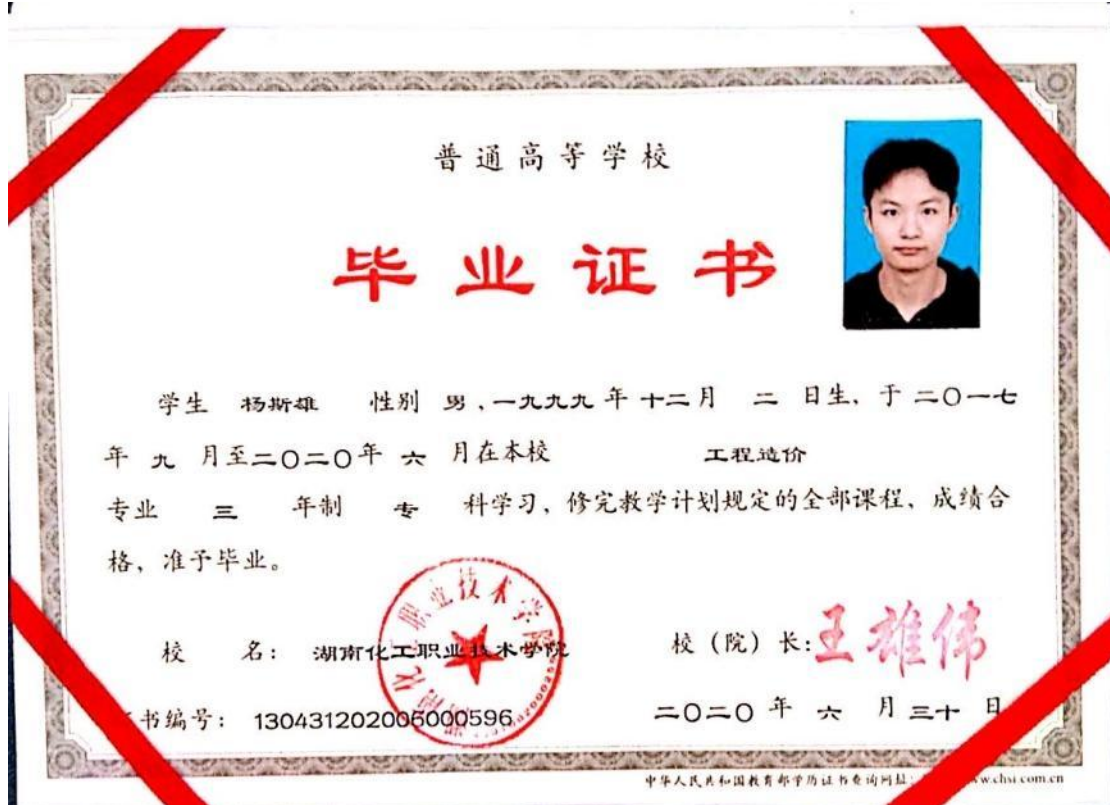 普通高等学校
毕业证书
学生 杨斯雄 性别 男、一九九九年十二月 二 日生, 于二〇一七
年 九 月至二〇二〇年 六 月在本校 工程造价
专业 三 年制 专 科学习, 修完教学计划规定的全部课程, 成绩合
格, 准予毕业。
校 名: 湖南化工职业技术学院
校(院)长: 王雄伟
书编号: 130431202006000596
二〇二〇年 六 月 三十 日
中华人民共和国教育部学历证书查询网址: w.chsi.com.cn